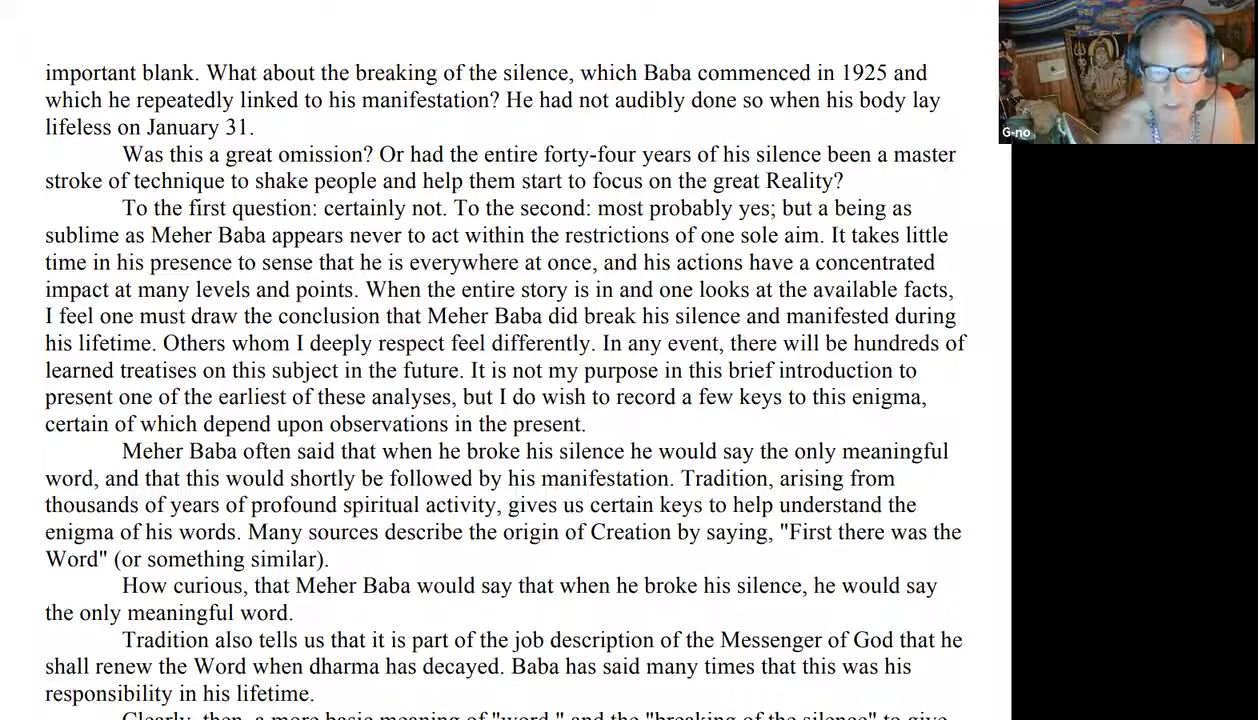 important blank. What about the breaking of the silence, which Baba commenced in 1925 and
which he repeatedly linked to his manifestation? He had not audibly done so when his body lay
lifeless on January 31.
Was this a great omission? Or had the entire forty-four years of his silence been a master
stroke of technique to shake people and help them start to focus on the great Reality?
To the first question: certainly not. To the second: most probably yes; but a being as
sublime as Meher Baba appears never to act within the restrictions of one sole aim. It takes little
time in his presence to sense that he is everywhere at once, and his actions have a concentrated
impact at many levels and points. When the entire story is in and one looks at the available facts,
I feel one must draw the conclusion that Meher Baba did break his silence and manifested during
his lifetime. Others whom I deeply respect feel differently. In any event, there will be hundreds of
learned treatises on this subject in the future. It is not my purpose in this brief introduction to
present one of the earliest of these analyses, but I do wish to record a few keys to this enigma,
certain of which depend upon observations in the present.
Meher Baba often said that when he broke his silence he would say the only meaningful
word, and that this would shortly be followed by his manifestation. Tradition, arising from
thousands of years of profound spiritual activity, gives us certain keys to help understand the
enigma of his words. Many sources describe the origin of Creation by saying, "First there was the
Word" (or something similar).
How curious, that Meher Baba would say that when he broke his silence, he would say
the only meaningful word.
Tradition also tells us that it is part of the job description of the Messenger of God that he
shall renew the Word when dharma has decayed. Baba has said many times that this was his
responsibility in his lifetime.
Clearly, then, a more basic meaning of "word," and the "breaking of the silence" to give
G-no